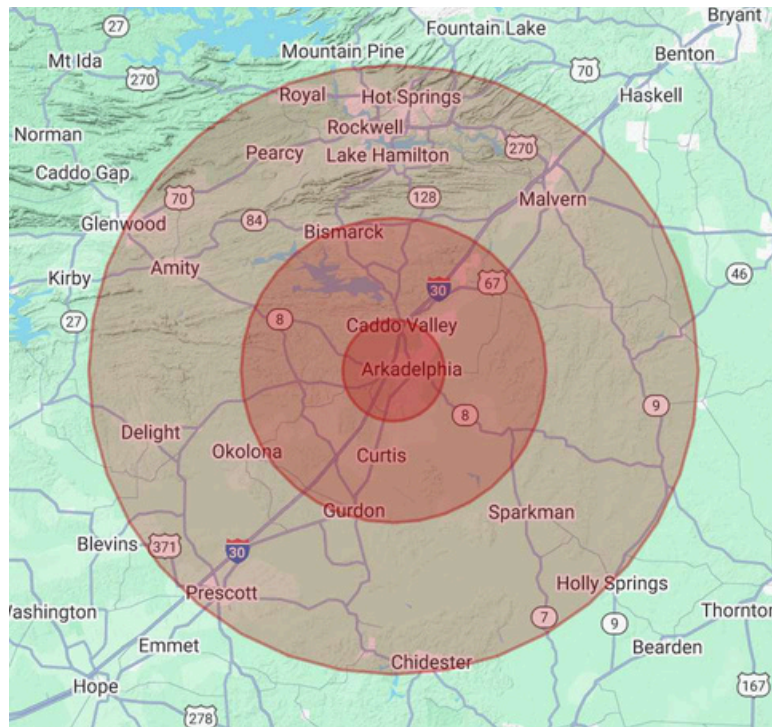 Bryant
27
Fountain Lake
Mountain Pine
Benton
Mt Ida
270
70
Royal
Hot Springs
Haskell
Rockwell
Norman
Pearcy
Lake Hamilton
270
Caddo Gap
70
128
Malvern
Glenwood
84
Bismarck
Amity
Kirby
30
67
46
27
8
Caddo Valley
Arkadelphia
9
8
Delight
Okolona
Curtis
Gurdon
Sparkman
Blevins
371
30
Holly Springs
Prescott
Washington
7
9
Thornton
Emmet
Bearden
Chidester
Hope
167
278